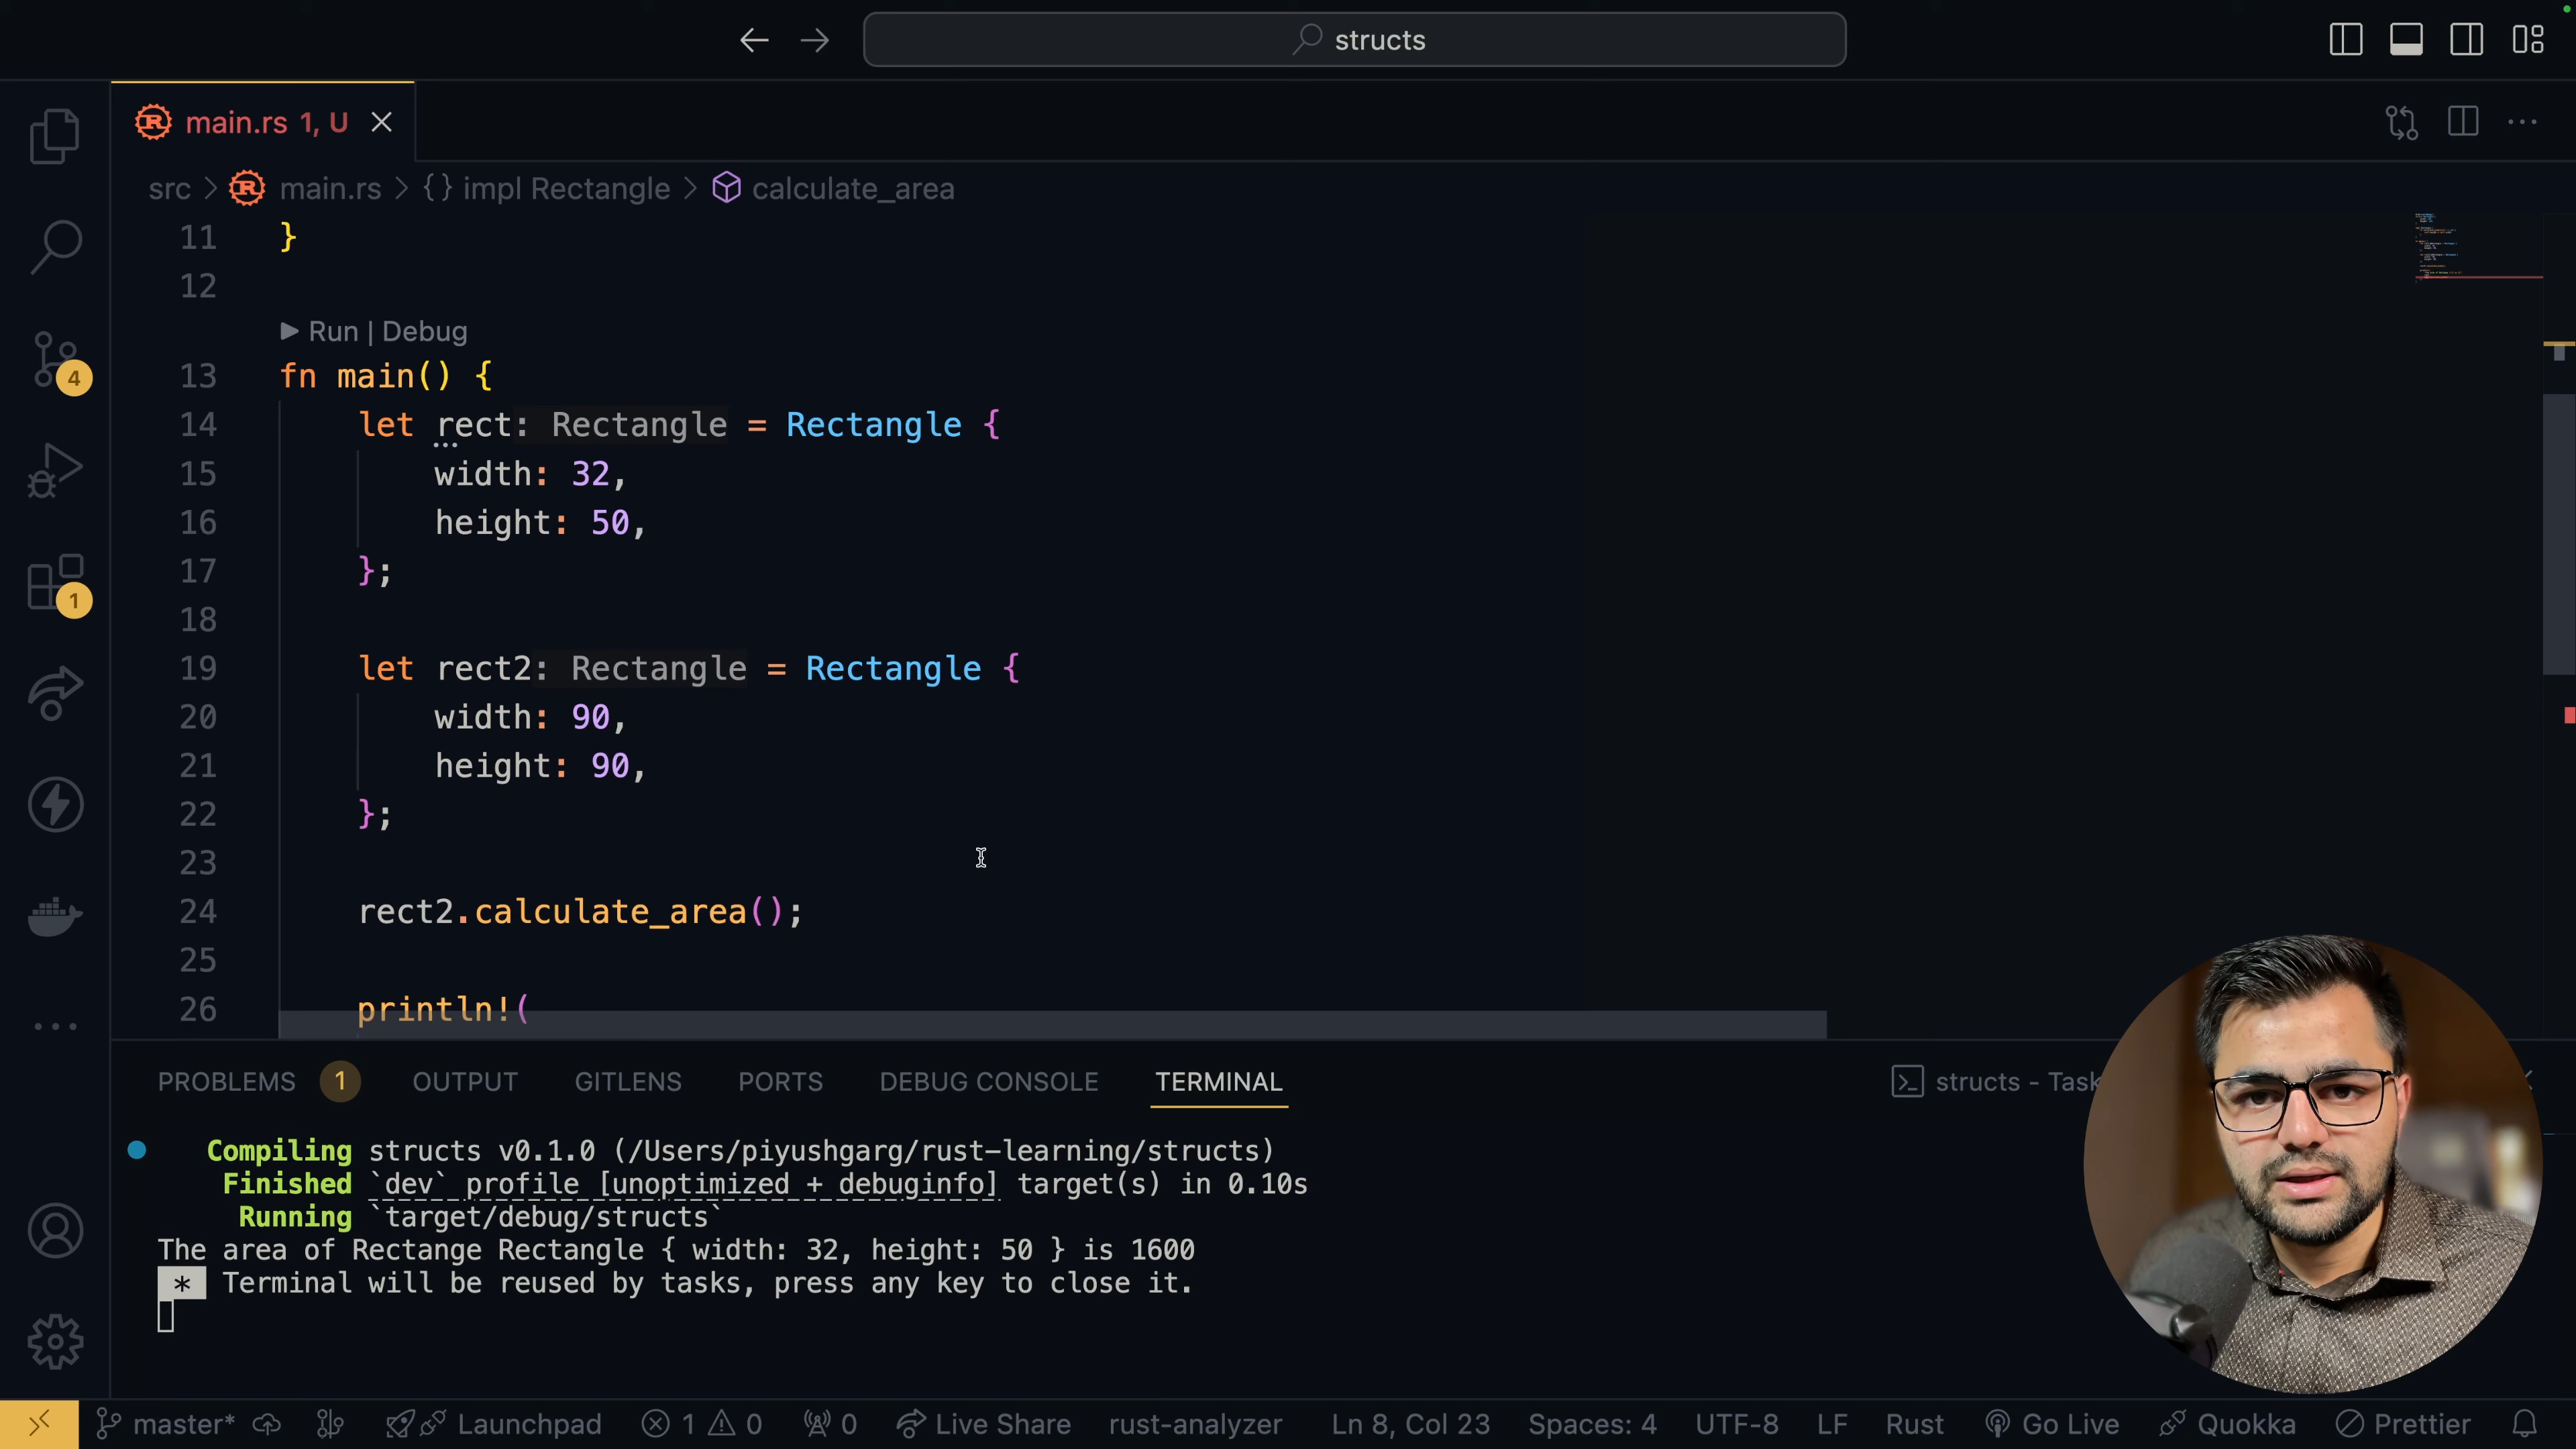 structs
main.rs 1, U
src > main.rs > {} impl Rectangle > calculate_area
11 }
12
Run | Debug
13 fn main() {
14 let rect: Rectangle = Rectangle {
15 width: 32,
16 height: 50,
17 };
18
19 let rect2: Rectangle = Rectangle {
20 width: 90,
21 height: 90,
22 };
23
24 rect2.calculate_area();
25
26 println!(
4
1
PROBLEMS 1 OUTPUT GITLENS PORTS DEBUG CONSOLE TERMINAL structs - Task
Compiling structs v0.1.0 (/Users/piyushgarg/rust-learning/structs)
Finished `dev` profile [unoptimized + debuginfo] target(s) in 0.10s
Running `target/debug/structs`
The area of Rectange Rectangle { width: 32, height: 50 } is 1600
* Terminal will be reused by tasks, press any key to close it.
master* Launchpad 1 0 0 Live Share rust-analyzer Ln 8, Col 23 Spaces: 4 UTF-8 LF Rust Go Live Quokka Prettier